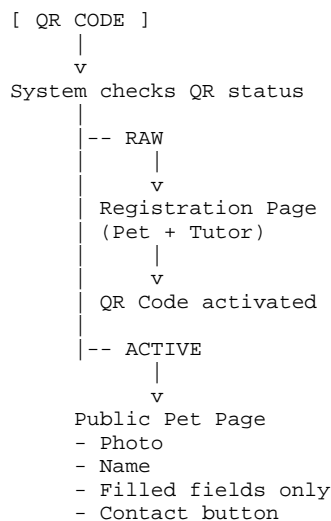 [ QR CODE ]
|
v
System checks QR status
|
|-- RAW
| |
| v
| Registration Page
| (Pet + Tutor)
| |
| v
| QR Code activated
|
|-- ACTIVE
|
v
Public Pet Page
- Photo
- Name
- Filled fields only
- Contact button